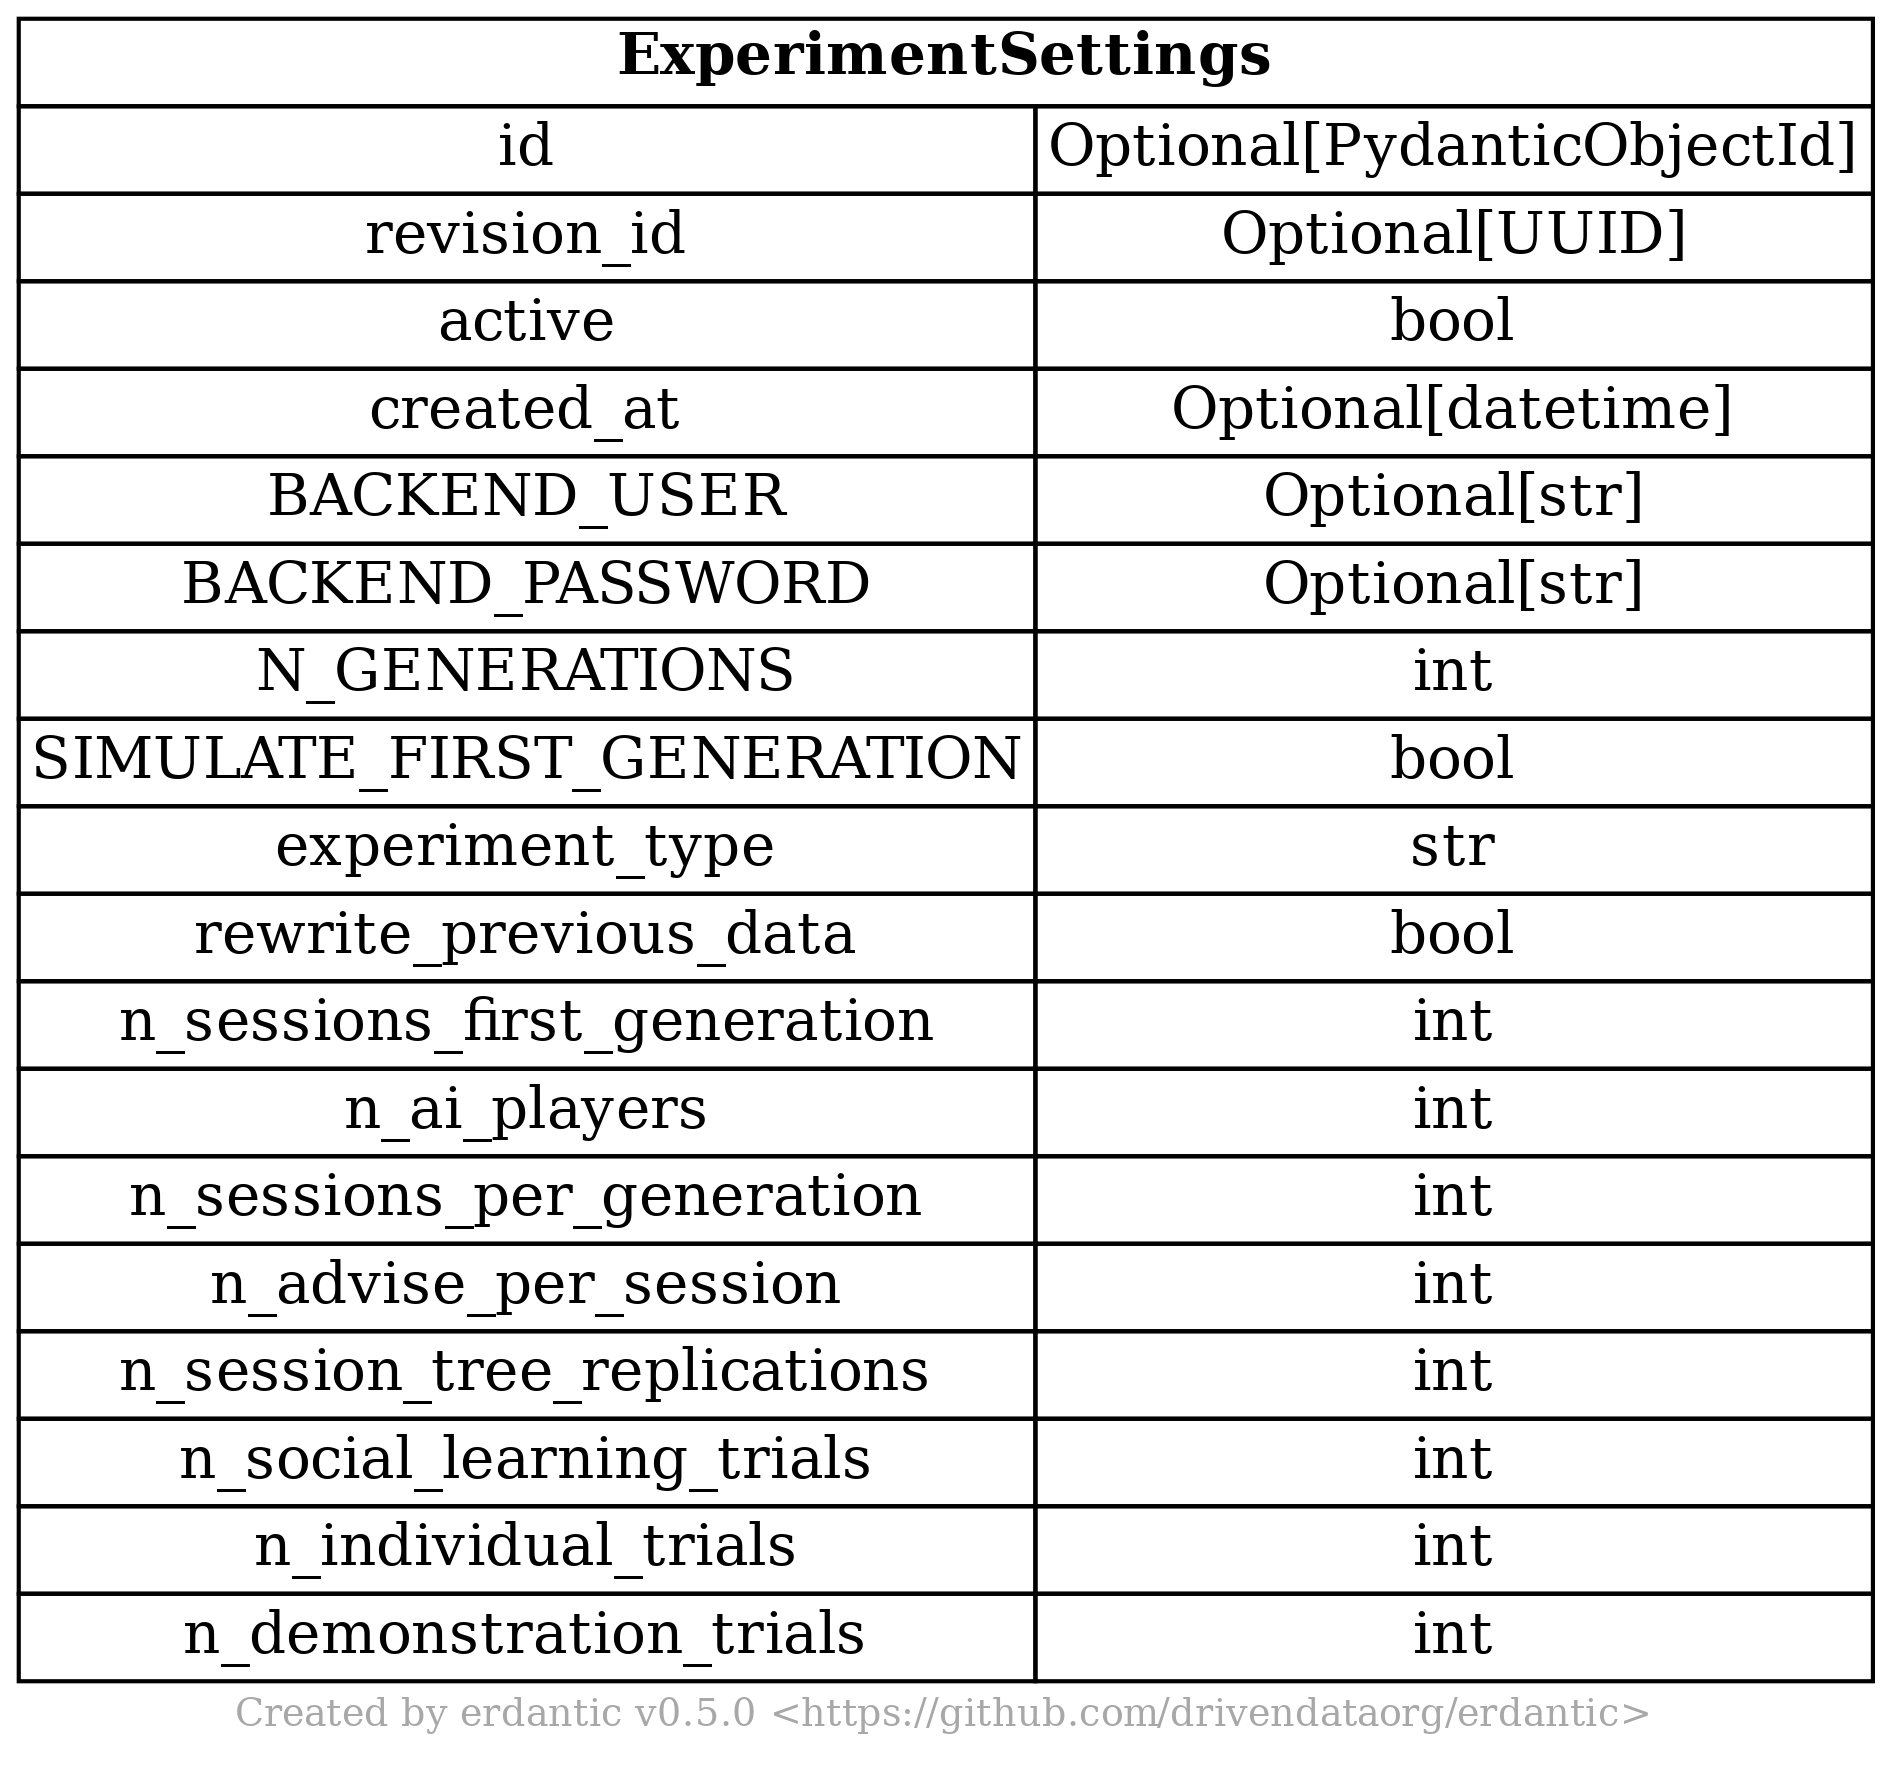 ExperimentSettings
id Optional[PydanticObjectId]
revision_id Optional[UUID]
active bool
created_at Optional[datetime]
BACKEND_USER Optional[str]
BACKEND_PASSWORD Optional[str]
N_GENERATIONS int
SIMULATE_FIRST_GENERATION bool
experiment_type str
rewrite_previous_data bool
n_sessions_first_generation int
n_ai_players int
n_sessions_per_generation int
n_advise_per_session int
n_session_tree_replications int
n_social_learning_trials int
n_individual_trials int
n_demonstration_trials int
Created by erdantic v0.5.0 <https://github.com/drivendataorg/erdantic>